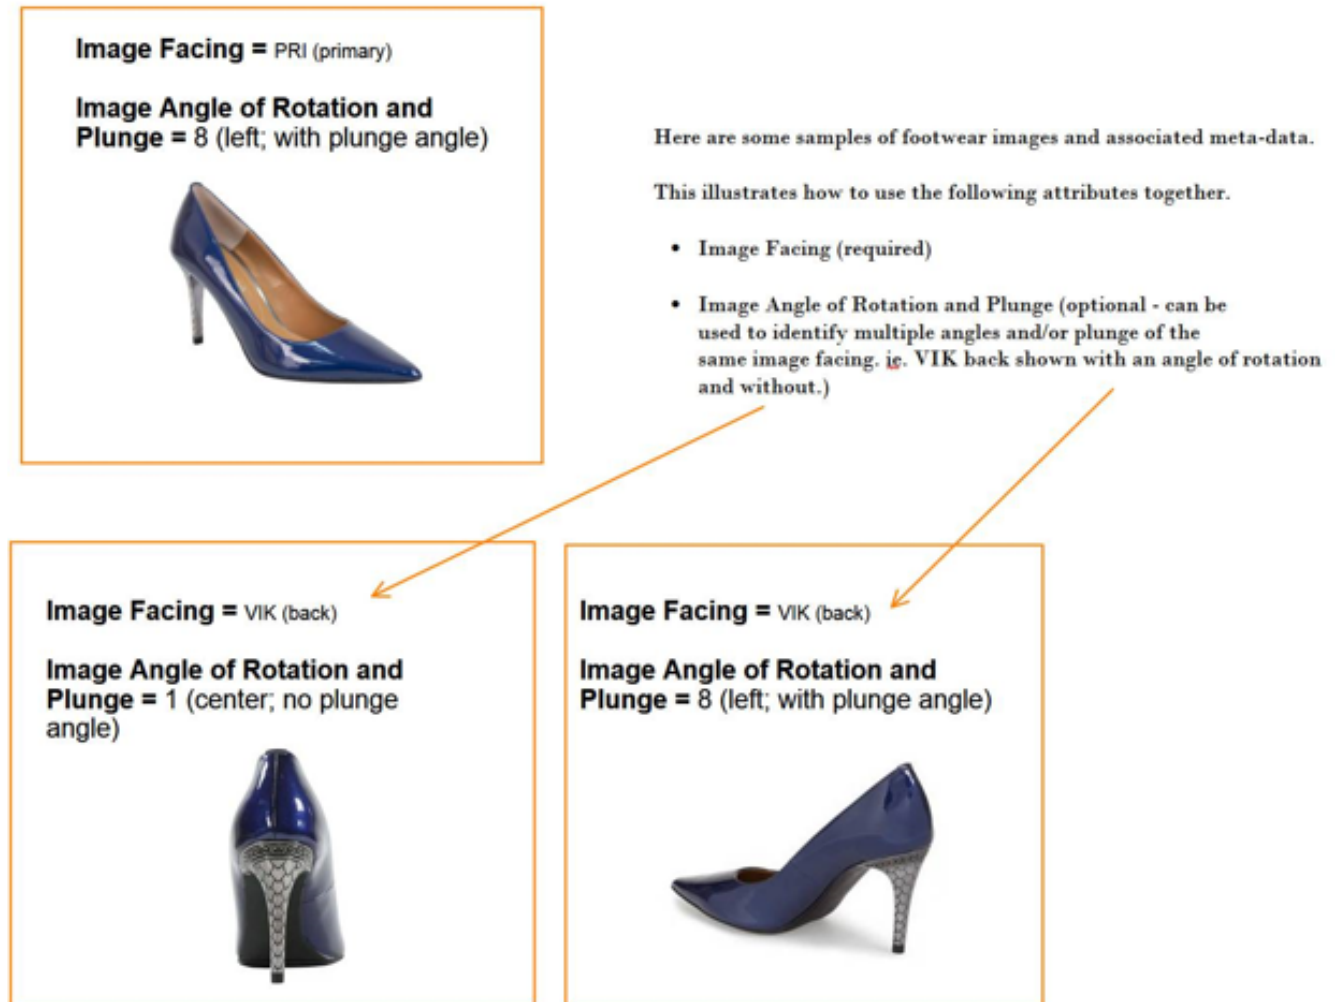 Image Facing = PRI (primary)
Image Angle of Rotation and
Plunge = 8 (left; with plunge angle)
Here are some samples of footwear images and associated meta-data.
This illustrates how to use the following attributes together.
• Image Facing (required)
• Image Angle of Rotation and Plunge (optional - can be
used to identify multiple angles and/or plunge of the
same image facing. ie. VIK back shown with an angle of rotation
and without.)
Image Facing = VIK (back)
Image Angle of Rotation and
Plunge = 1 (center; no plunge
angle)
Image Facing = VIK (back)
Image Angle of Rotation and
Plunge = 8 (left; with plunge angle)